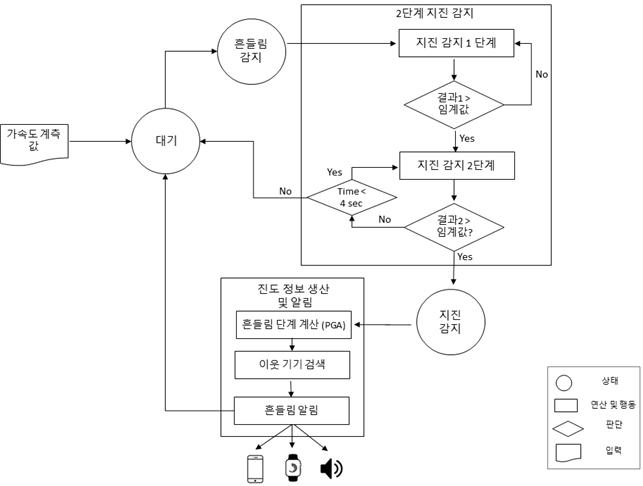 2단계 지진 감지
흔들림
감지
지진 감지 1 단계
No
결과1 >
임계값
Yes
가속도 계측
값
대기
지진 감지 2단계
Yes
No
Time <
4 sec
No
결과2 >
임계값?
Yes
진도 정보 생산
및 알림
흔들림 단계 계산 (PGA)
지진
감지
이웃 기기 검색
흔들림 알림
상태
연산 및 행동
판단
입력